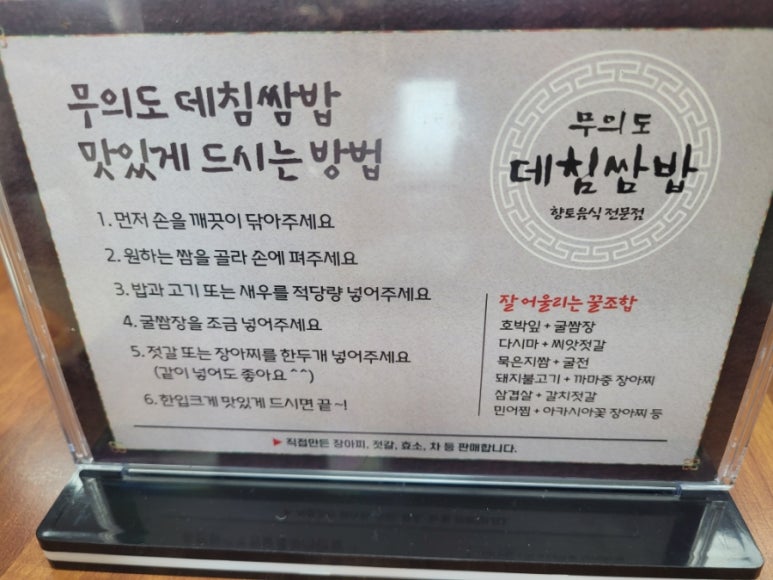 무의도 데침쌈밥
맛있게 드시는 방법
1. 먼저 손을 깨끗이 닦아주세요
2. 원하는 쌈을 골라 손에 펴주세요
3. 밥과 고기 또는 새우를 적당량 넣어주세요
4. 굴쌈장을 조금 넣어주세요
5. 젓갈 또는 장아찌를 한두개 넣어주세요
(같이 넣어도 좋아요 ^^)
6. 한입크게 맛있게 드시면 끝~!
무의도
데침쌈밥
향토음식 전문점
잘 어울리는 꿀조합
호박잎 + 굴쌈장
다시마 + 씨앗젓갈
묵은지쌈 + 굴전
돼지불고기 + 까마중 장아찌
삼겹살 + 갈치젓갈
민어찜 + 아카시아꽃 장아찌 등
▶ 직접만든 장아찌, 젓갈, 효소, 차 등 판매합니다.